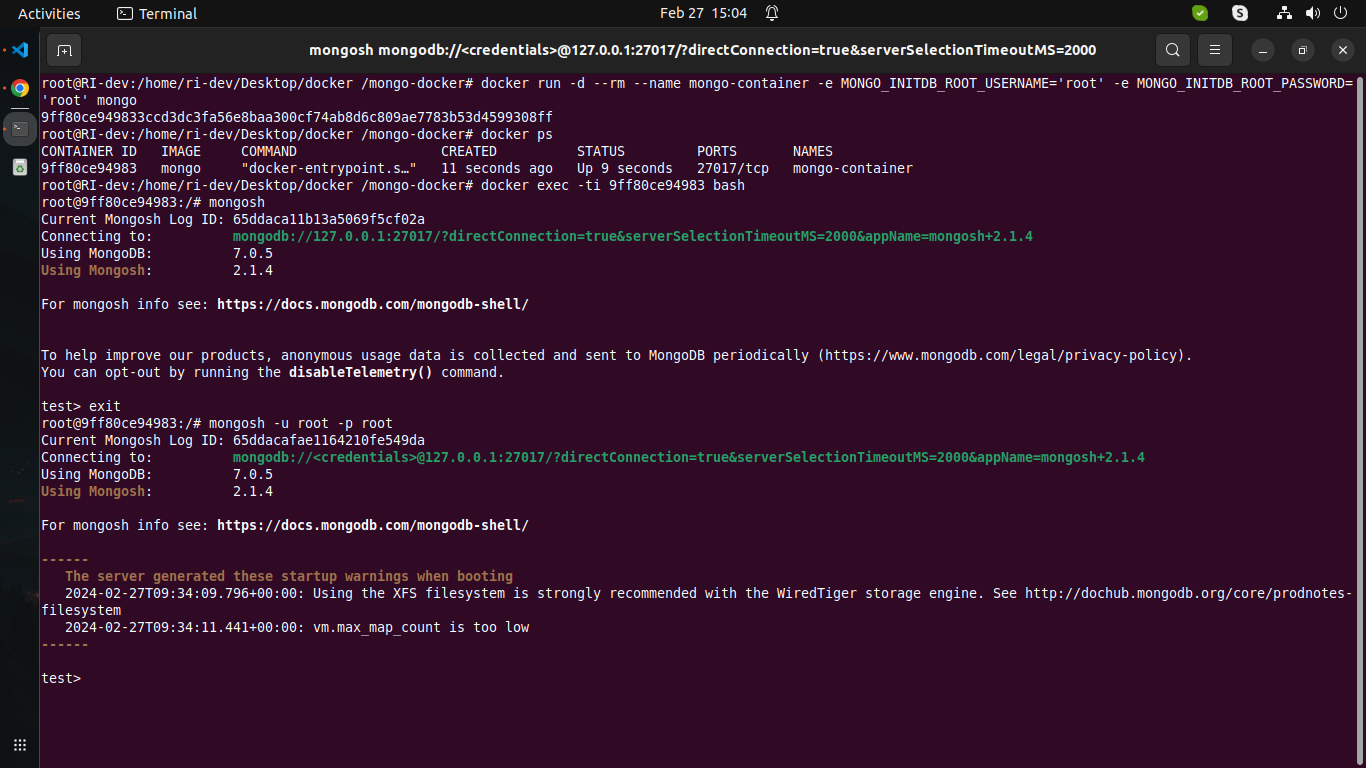 Activities
Terminal
Feb 27 15:04
mongosh mongodb://<credentials>@127.0.0.1:27017/?directConnection=true&serverSelectionTimeoutMS=2000
root@RI-dev:/home/ri-dev/Desktop/docker /mongo-docker# docker run -d --rm --name mongo-container -e MONGO_INITDB_ROOT_USERNAME='root' -e MONGO_INITDB_ROOT_PASSWORD=
'root' mongo
9ff80ce949833ccd3dc3fa56e8baa300cf74ab8d6c809ae7783b53d4599308ff
root@RI-dev:/home/ri-dev/Desktop/docker /mongo-docker# docker ps
CONTAINER ID   IMAGE     COMMAND                  CREATED          STATUS         PORTS       NAMES
9ff80ce94983   mongo     "docker-entrypoint.s…"   11 seconds ago   Up 9 seconds   27017/tcp   mongo-container
root@RI-dev:/home/ri-dev/Desktop/docker /mongo-docker# docker exec -ti 9ff80ce94983 bash
root@9ff80ce94983:/# mongosh
Current Mongosh Log ID: 65ddaca11b13a5069f5cf02a
Connecting to:          mongodb://127.0.0.1:27017/?directConnection=true&serverSelectionTimeoutMS=2000&appName=mongosh+2.1.4
Using MongoDB:          7.0.5
Using Mongosh:          2.1.4
For mongosh info see: https://docs.mongodb.com/mongodb-shell/
To help improve our products, anonymous usage data is collected and sent to MongoDB periodically (https://www.mongodb.com/legal/privacy-policy).
You can opt-out by running the disableTelemetry() command.
test> exit
root@9ff80ce94983:/# mongosh -u root -p root
Current Mongosh Log ID: 65ddacafae1164210fe549da
Connecting to:          mongodb://<credentials>@127.0.0.1:27017/?directConnection=true&serverSelectionTimeoutMS=2000&appName=mongosh+2.1.4
Using MongoDB:          7.0.5
Using Mongosh:          2.1.4
For mongosh info see: https://docs.mongodb.com/mongodb-shell/
------
   The server generated these startup warnings when booting
   2024-02-27T09:34:09.796+00:00: Using the XFS filesystem is strongly recommended with the WiredTiger storage engine. See http://dochub.mongodb.org/core/prodnotes-
filesystem
   2024-02-27T09:34:11.441+00:00: vm.max_map_count is too low
------
test>